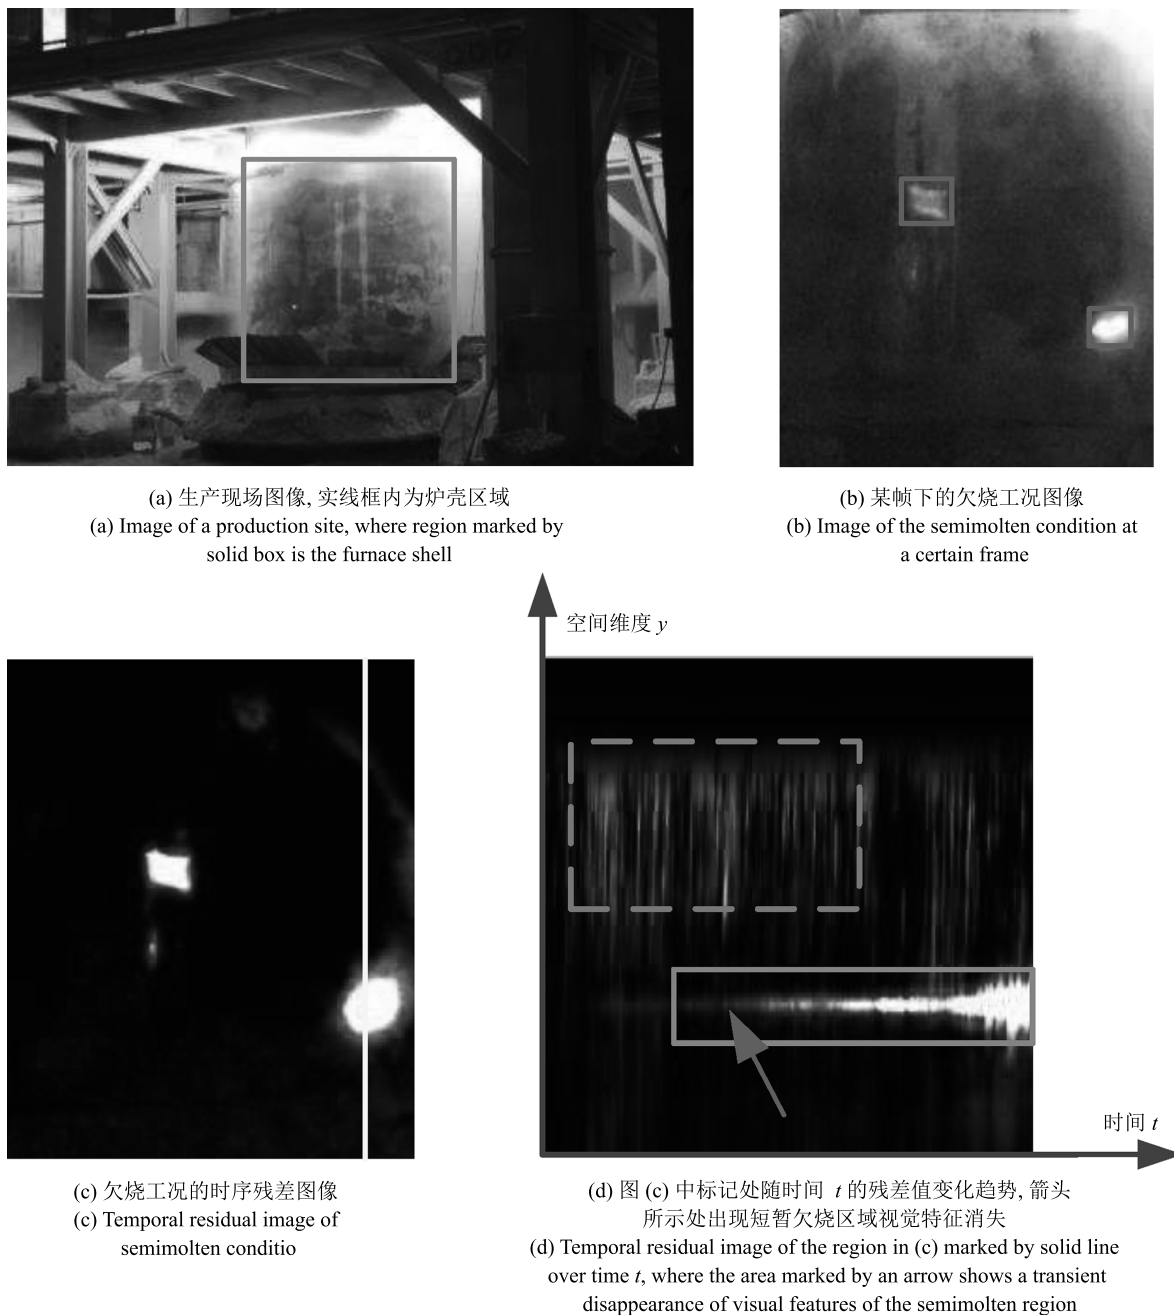 (a) 生产现场图像, 实线框内为炉壳区域
(a) Image of a production site, where region marked by
solid box is the furnace shell
(b) 某帧下的欠烧工况图像
(b) Image of the semimolten condition at
a certain frame
空间维度 y
时间 t
(c) 欠烧工况的时序残差图像
(c) Temporal residual image of
semimolten conditio
(d) 图 (c) 中标记处随时间 t 的残差值变化趋势, 箭头
所示处出现短暂欠烧区域视觉特征消失
(d) Temporal residual image of the region in (c) marked by solid line
over time t, where the area marked by an arrow shows a transient
disappearance of visual features of the semimolten region